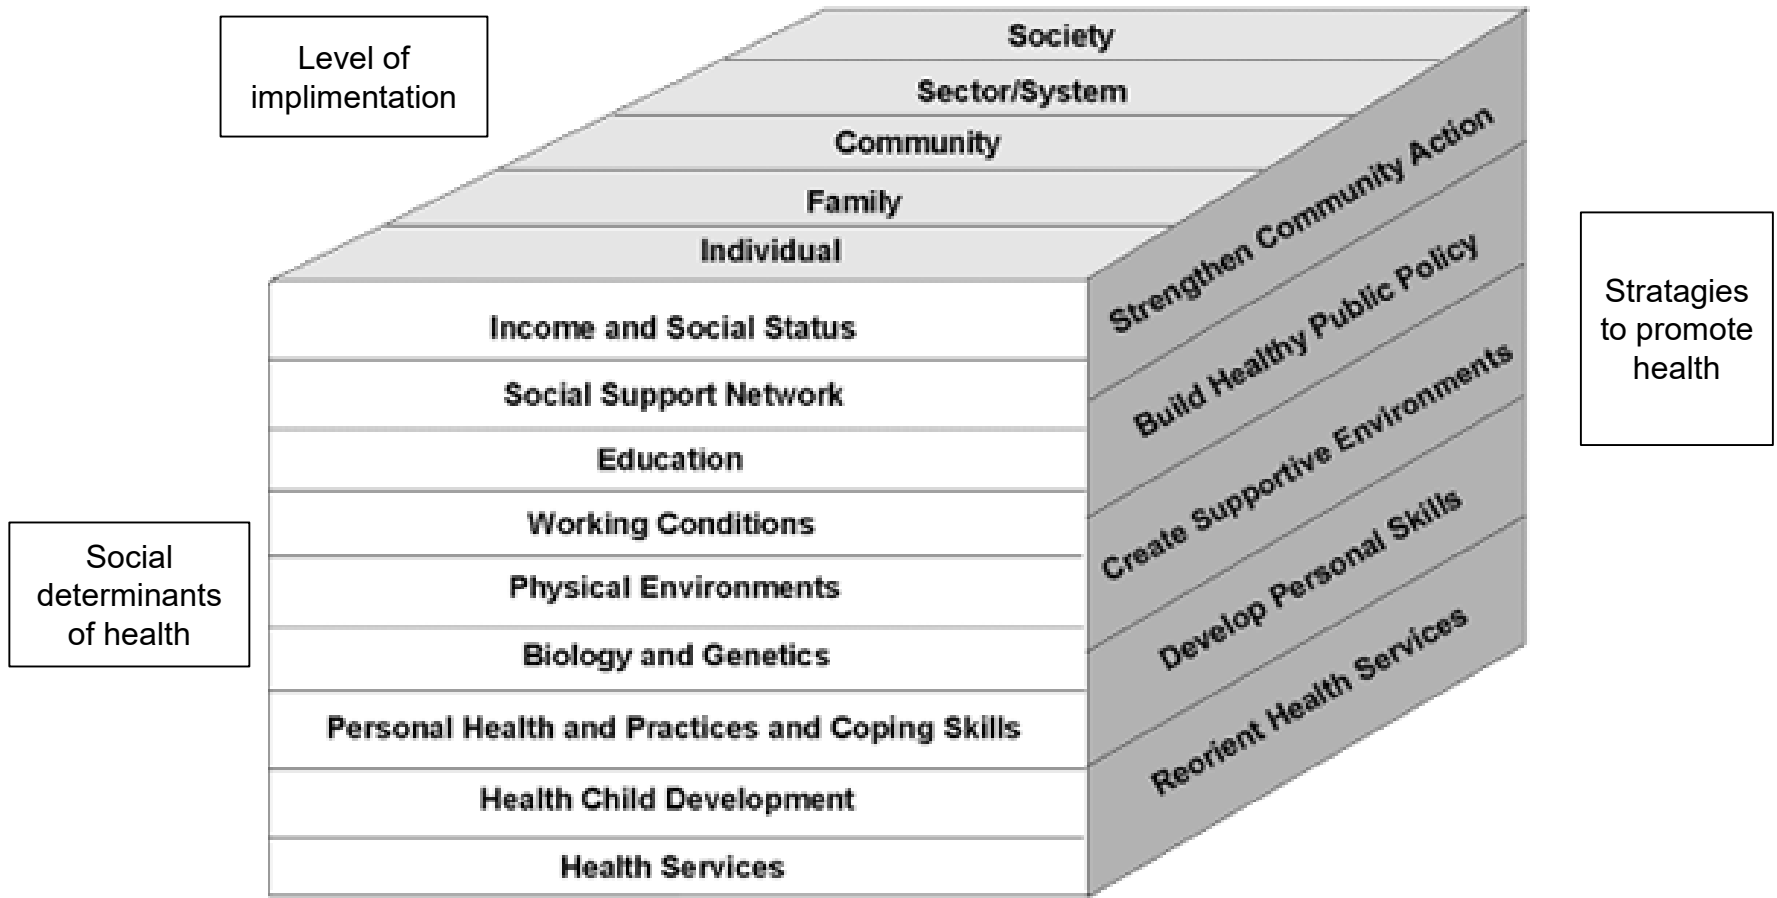 Level of
implimentation
Society
Sector/System
Community
Family
Individual
Income and Social Status
Social Support Network
Education
Working Conditions
Physical Environments
Biology and Genetics
Personal Health and Practices and Coping Skills
Health Child Development
Health Services
Social
determinants
of health
Strengthen Community Action
Build Healthy Public Policy
Create Supportive Environments
Develop Personal Skills
Reorient Health Services
Stratagies
to promote
health